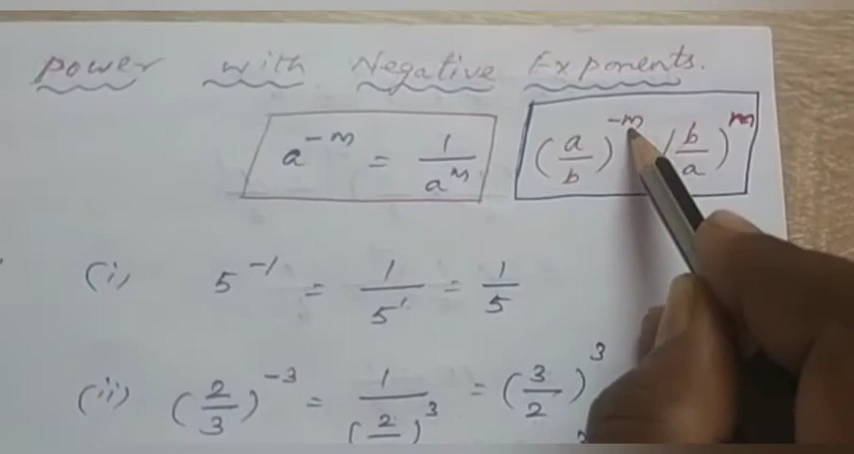 Power with Negative Exponents.
a^-m = 1/a^m (a/b)^-m (b/a)^m
(i) 5^-1 = 1/5^1 = 1/5
(ii) (2/3)^-3 = 1/(2/ )^3 = (3/2)^3